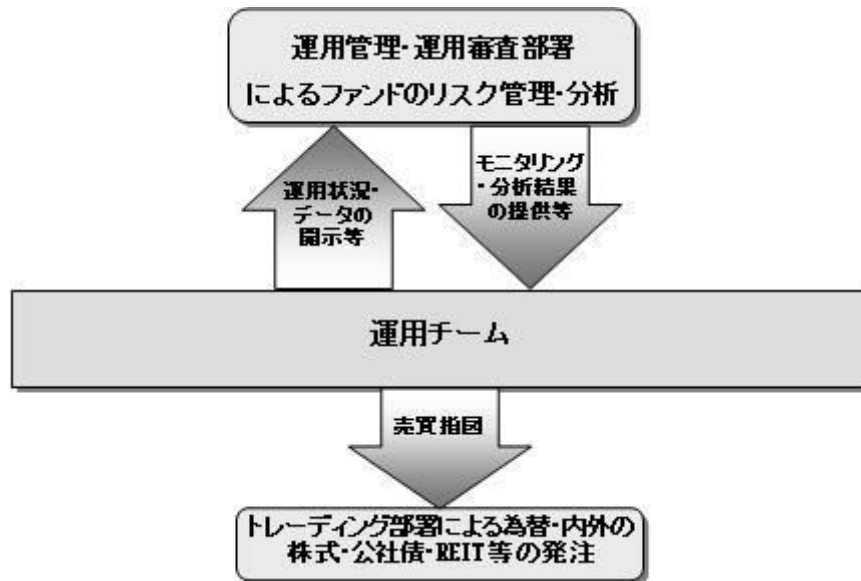 運用管理・運用審査部署
によるファンドのリスク管理・分析
運用状況・
データの
開示等
モニタリング
・分析結果
の提供等
運用チーム
売買指図
トレーディング部署による為替・内外の
株式・公社債・REIT等の発注